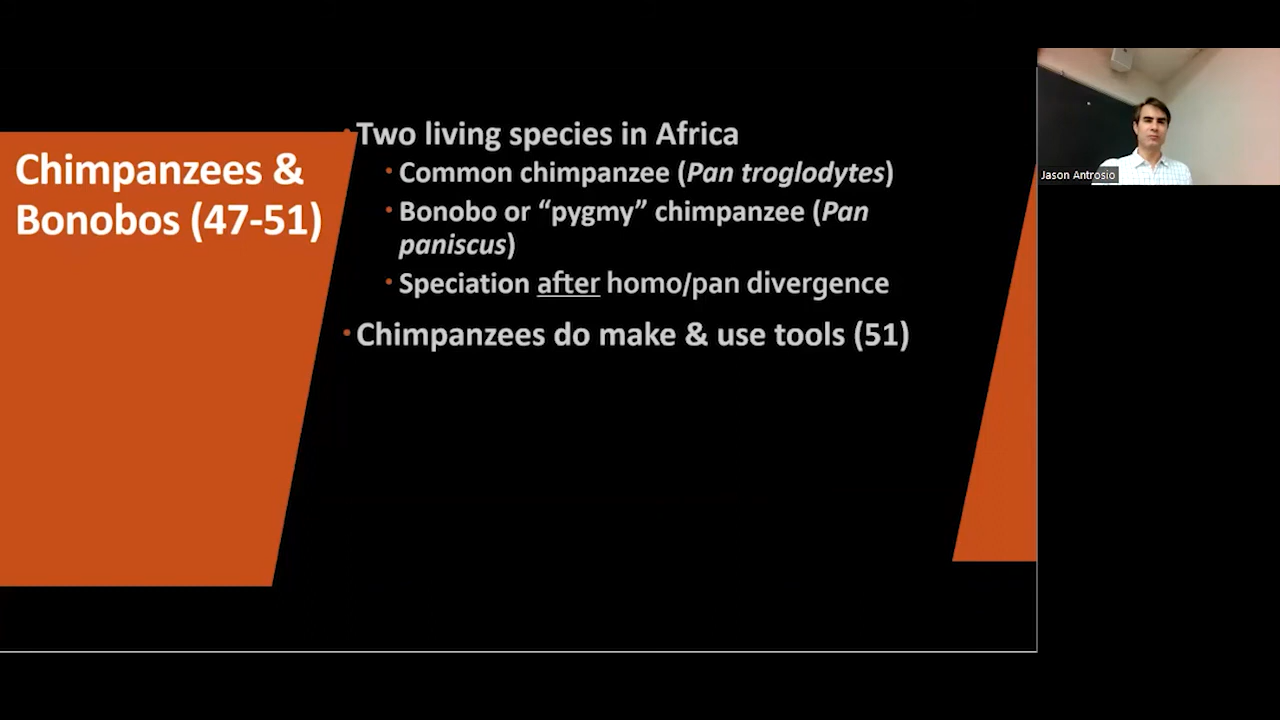 Chimpanzees &
Bonobos (47-51)
• Two living species in Africa
• Common chimpanzee (Pan troglodytes)
• Bonobo or “pygmy” chimpanzee (Pan
paniscus)
• Speciation after homo/pan divergence
• Chimpanzees do make & use tools (51)
Jason Antrosio